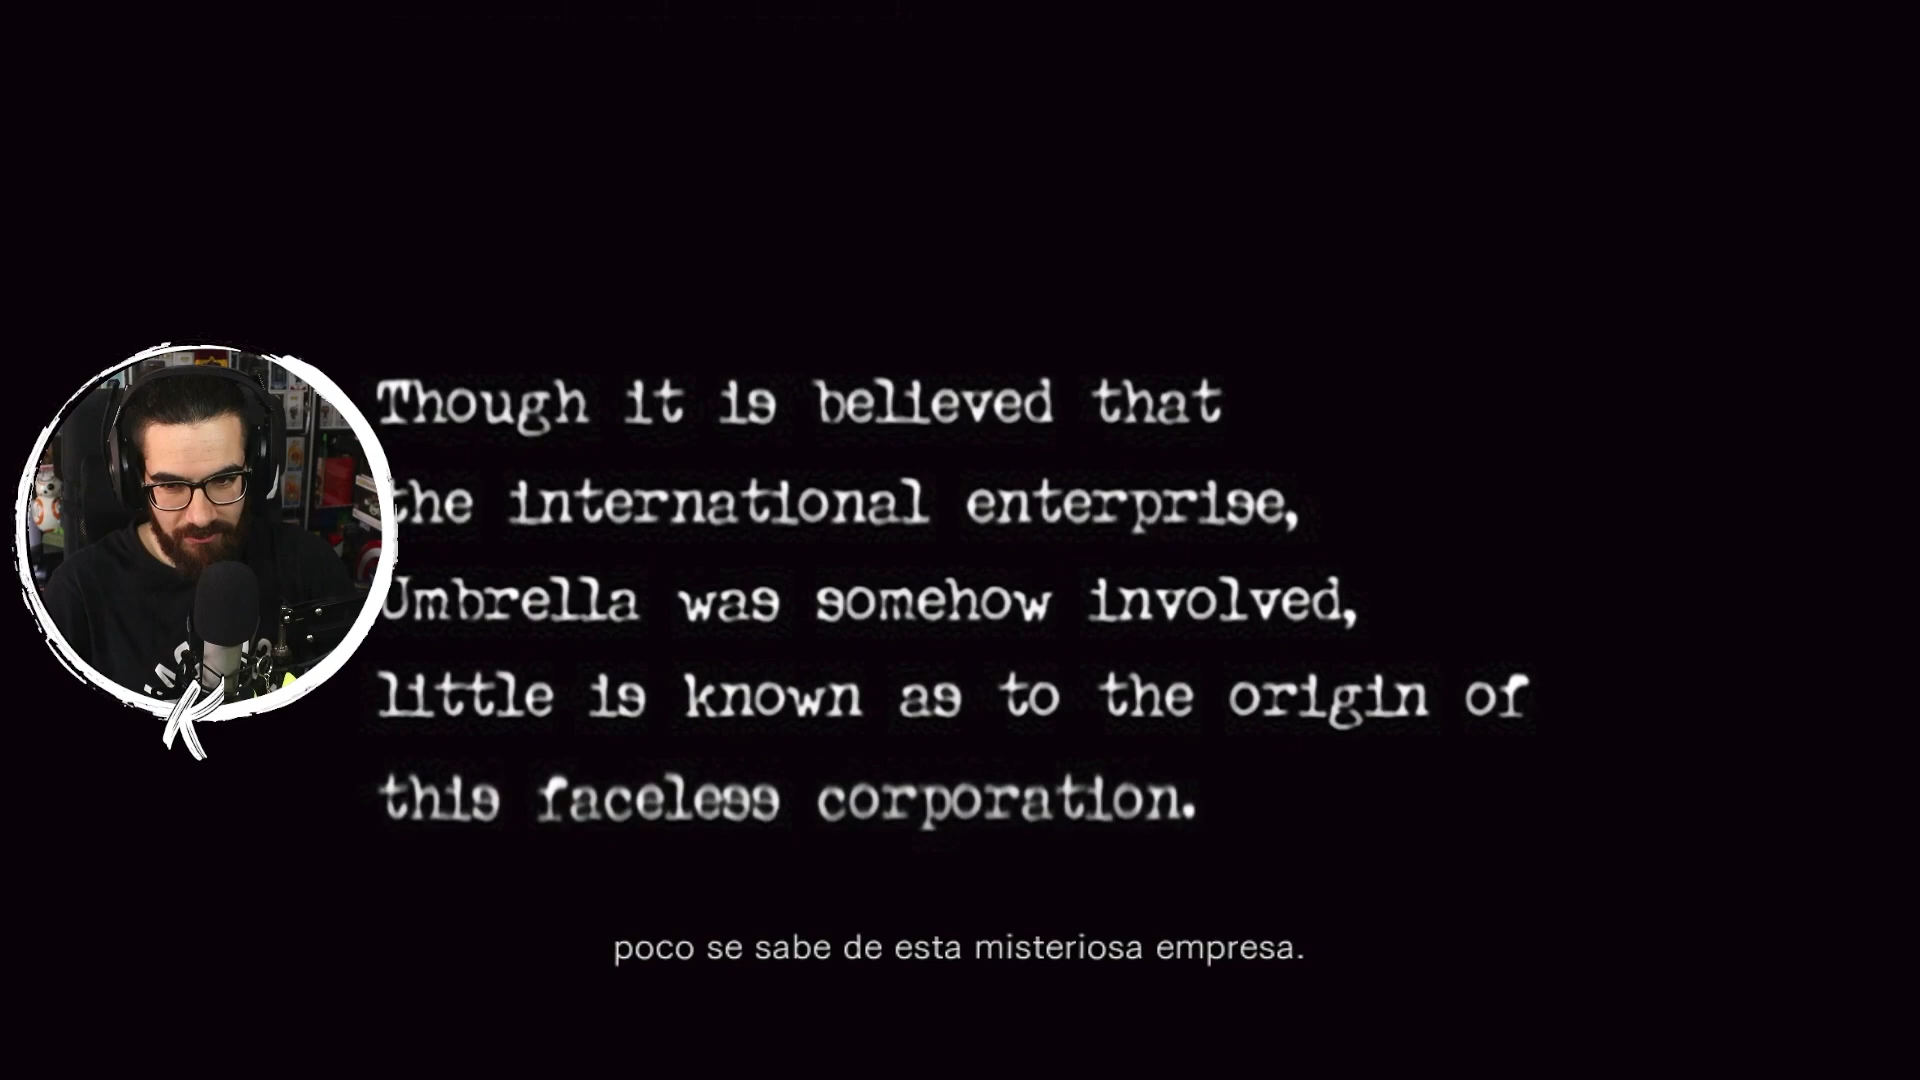 Though it is believed that
the international enterprise,
Umbrella was somehow involved,
little is known as to the origin of
this faceless corporation.
K
poco se sabe de esta misteriosa empresa.